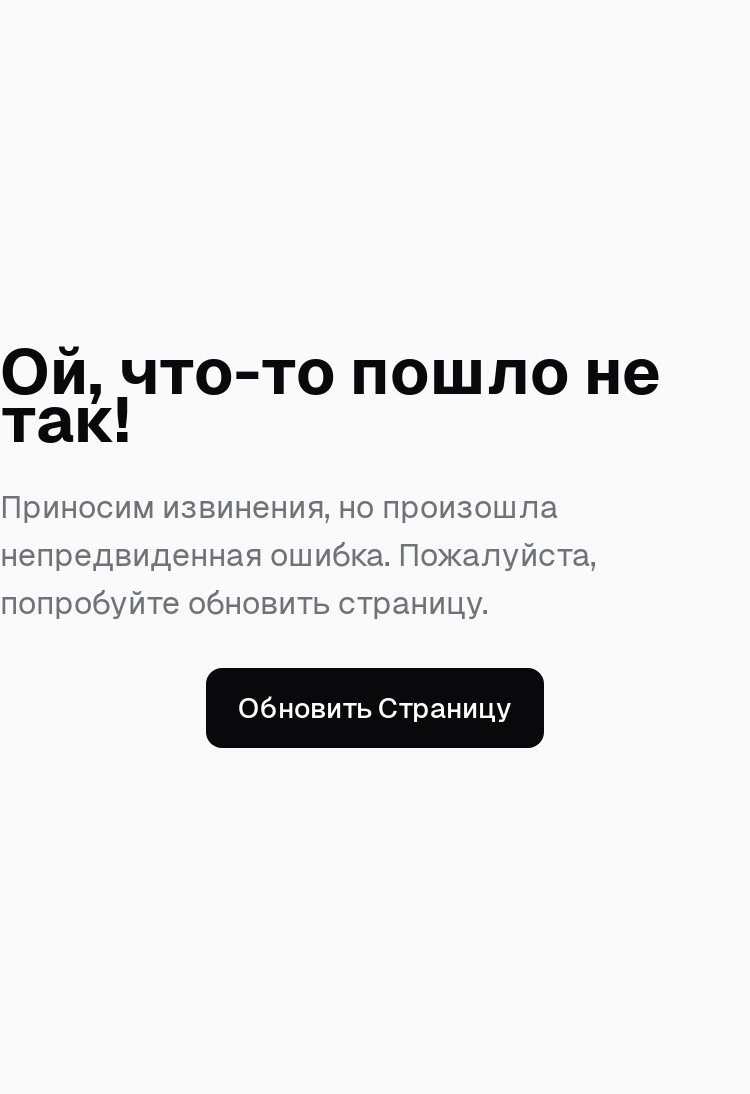 Ой, что-то пошло не
так!
Приносим извинения, но произошла
непредвиденная ошибка. Пожалуйста,
попробуйте обновить страницу.
Обновить Страницу